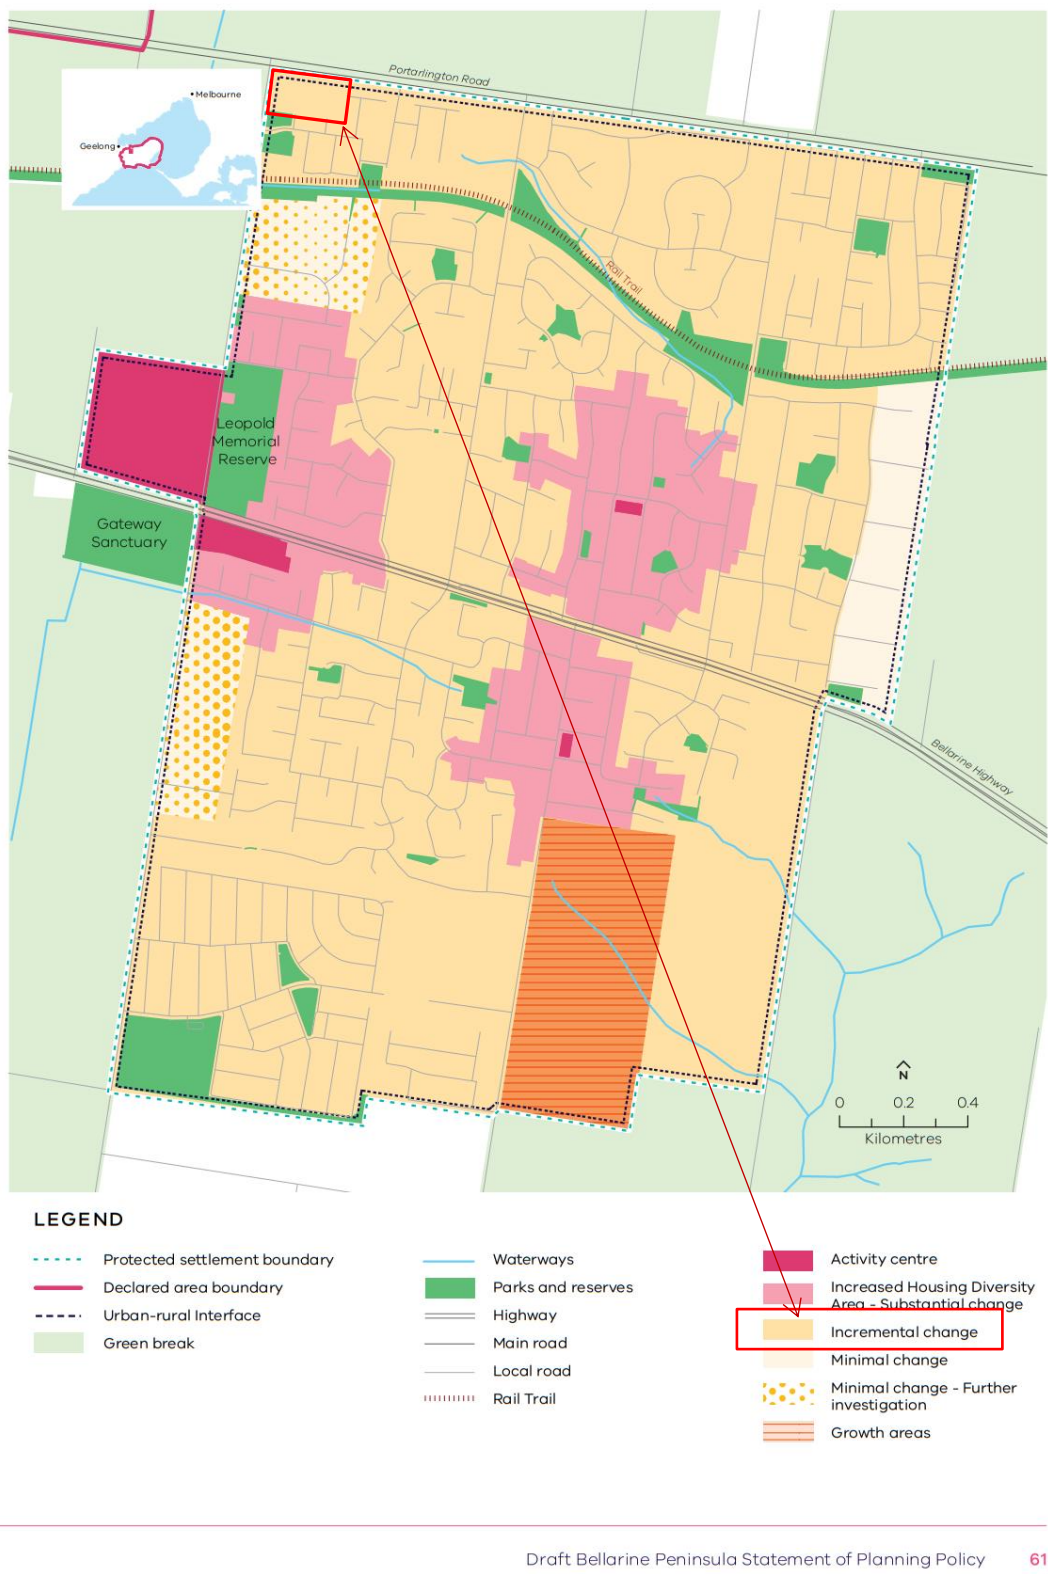 Portarlington Road
Melbourne
Geelong
Rail Trail
Leopold
Memorial
Reserve
Gateway
Sanctuary
Bellarine Highway
N
0 0.2 0.4
Kilometres
LEGEND
Protected settlement boundary
Declared area boundary
Urban-rural Interface
Green break
Waterways
Parks and reserves
Highway
Main road
Local road
Rail Trail
Activity centre
Increased Housing Diversity
Area - Substantial change
Incremental change
Minimal change
Minimal change - Further
investigation
Growth areas
Draft Bellarine Peninsula Statement of Planning Policy 61